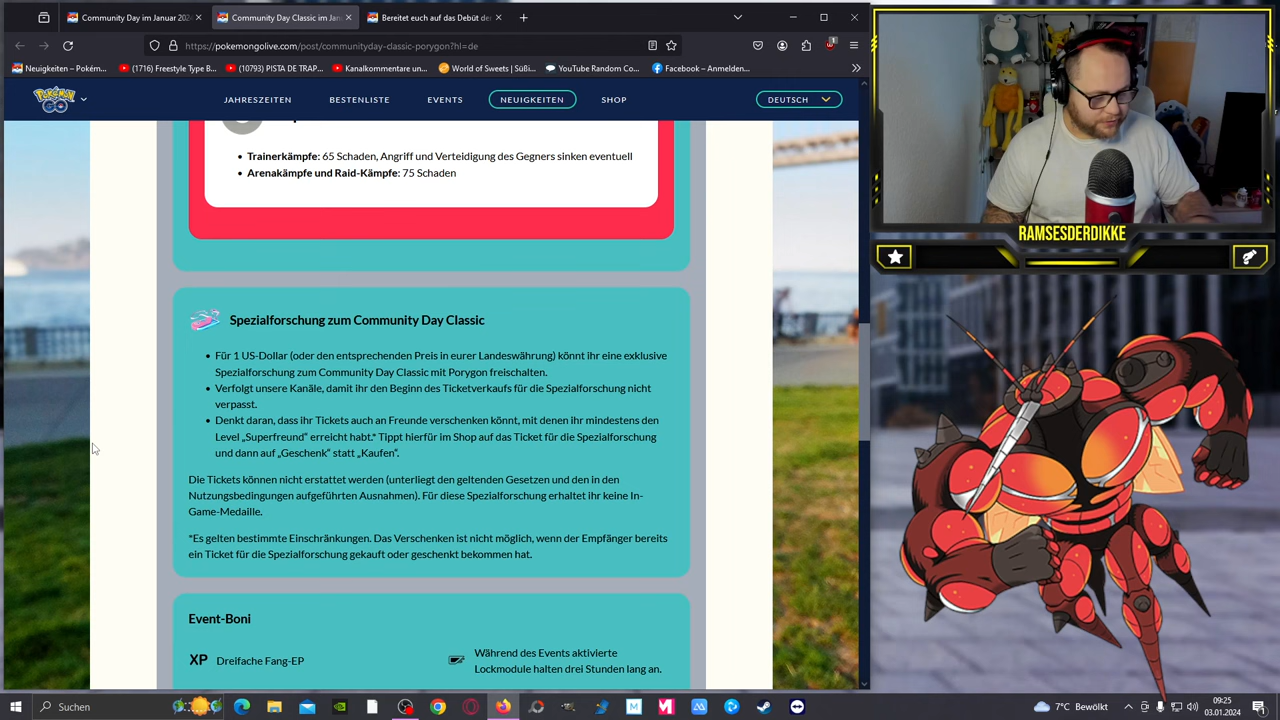 Community Day im Januar 202
Community Day Classic im Jan
Bereitet euch auf das Debüt de
https://pokemongolive.com/post/communityday-classic-porygon?hl=de
1
Neuigkeiten – Pokém...
(1716) Freestyle Type B...
(10793) PISTA DE TRAP...
Kanalkommentare un...
World of Sweets | Süßi...
YouTube Random Co...
Facebook – Anmelden...
Pokémon GO
JAHRESZEITEN
BESTENLISTE
EVENTS
NEUIGKEITEN
SHOP
DEUTSCH
• Trainerkämpfe: 65 Schaden, Angriff und Verteidigung des Gegners sinken eventuell
• Arenakämpfe und Raid-Kämpfe: 75 Schaden
Spezialforschung zum Community Day Classic
• Für 1 US-Dollar (oder den entsprechenden Preis in eurer Landeswährung) könnt ihr eine exklusive
Spezialforschung zum Community Day Classic mit Porygon freischalten.
• Verfolgt unsere Kanäle, damit ihr den Beginn des Ticketverkaufs für die Spezialforschung nicht
verpasst.
• Denkt daran, dass ihr Tickets auch an Freunde verschenken könnt, mit denen ihr mindestens den
Level „Superfreund“ erreicht habt.* Tippt hierfür im Shop auf das Ticket für die Spezialforschung
und dann auf „Geschenk“ statt „Kaufen“.
Die Tickets können nicht erstattet werden (unterliegt den geltenden Gesetzen und den in den
Nutzungsbedingungen aufgeführten Ausnahmen). Für diese Spezialforschung erhaltet ihr keine In-
Game-Medaille.
*Es gelten bestimmte Einschränkungen. Das Verschenken ist nicht möglich, wenn der Empfänger bereits
ein Ticket für die Spezialforschung gekauft oder geschenkt bekommen hat.
Event-Boni
XP Dreifache Fang-EP
Während des Events aktivierte
Lockmodule halten drei Stunden lang an.
RAMSESDERDIKKE
Suchen
7°C Bewölkt
09:25
03.01.2024
1